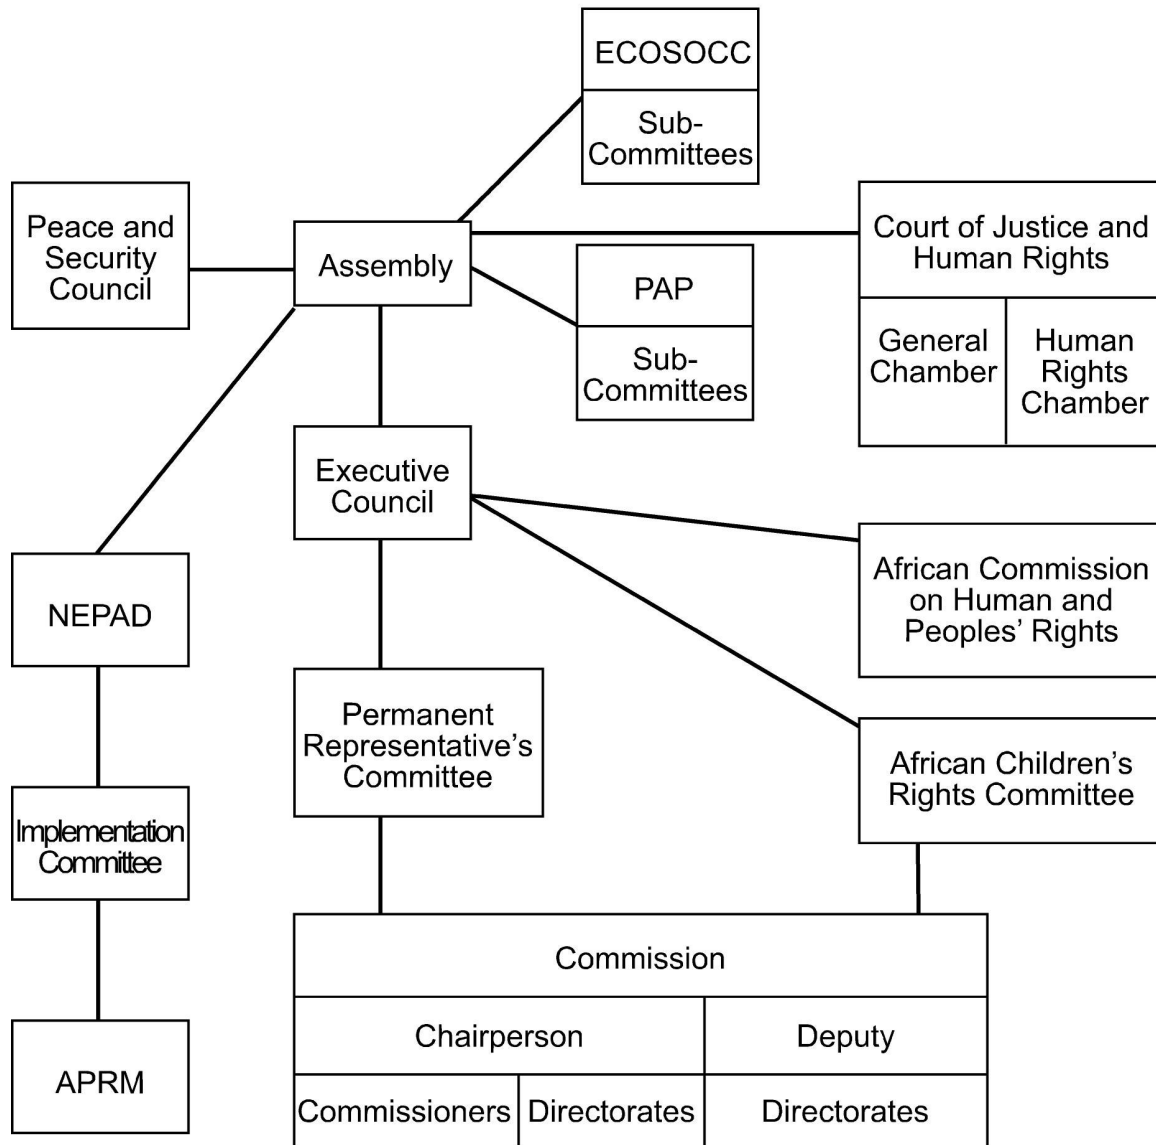 ECOSOCC
Sub-
Committees
Peace and
Security
Council
Assembly
PAP
Sub-
Committees
Court of Justice and
Human Rights
General
Chamber
Human
Rights
Chamber
Executive
Council
African Commission
on Human and
Peoples’ Rights
NEPAD
Permanent
Representative’s
Committee
African Children’s
Rights Committee
Implementation
Committee
Commission
Chairperson
Deputy
APRM
Commissioners
Directorates
Directorates